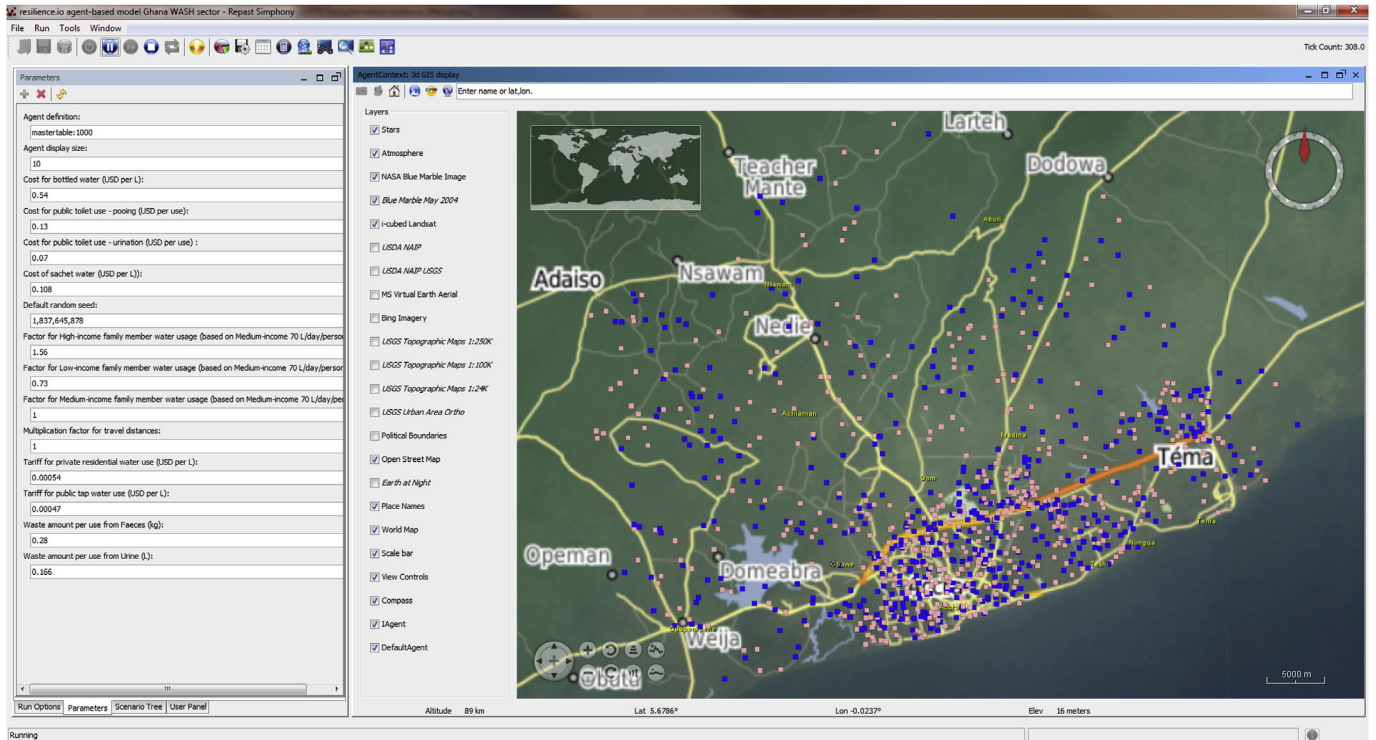 resilience.io agent-based model Ghana WASH sector - Repast Simphony
File Run Tools Window
Tick Count: 308.0
Parameters
Agent definition:
mastertable:1000
Agent display size:
10
Cost for bottled water (USD per L):
0.54
Cost for public toilet use - pooing (USD per use):
0.13
Cost for public toilet use - urination (USD per use) :
0.07
Cost of sachet water (USD per L)):
0.108
Default random seed:
1,837,645,878
Factor for High-income family member water usage (based on Medium-income 70 L/day/person
1.56
Factor for Low-income family member water usage (based on Medium-income 70 L/day/person
0.73
Factor for Medium-income family member water usage (based on Medium-income 70 L/day/per
1
Multiplication factor for travel distances:
1
Tariff for private residential water use (USD per L):
0.00054
Tariff for public tap water use (USD per L):
0.00047
Waste amount per use from Faeces (kg):
0.28
Waste amount per use from Urine (L):
0.166
Run Options Parameters Scenario Tree User Panel
Running
AgentContext: 3d GIS display
Enter name or lat,lon.
Layers
Stars
Atmosphere
NASA Blue Marble Image
Blue Marble May 2004
i-cubed Landsat
USDA NAIP
USDA NAIP USGS
MS Virtual Earth Aerial
Bing Imagery
USGS Topographic Maps 1:250K
USGS Topographic Maps 1:100K
USGS Topographic Maps 1:24K
USGS Urban Area Ortho
Political Boundaries
Open Street Map
Earth at Night
Place Names
World Map
Scale bar
View Controls
Compass
IAgent
DefaultAgent
Larteh
Teacher
Mante
Dodowa
Aburi
Adaiso
Nsawam
Nsawam
Nedie
Achiaman
Medina
Téma
Dom
Tema
Nungua
Teshi
Opeman
Domeabra
Gbawe
Weija
Obutu
5000 m
Altitude 89 km
Lat 5.6786°
Lon -0.0237°
Elev 16 meters